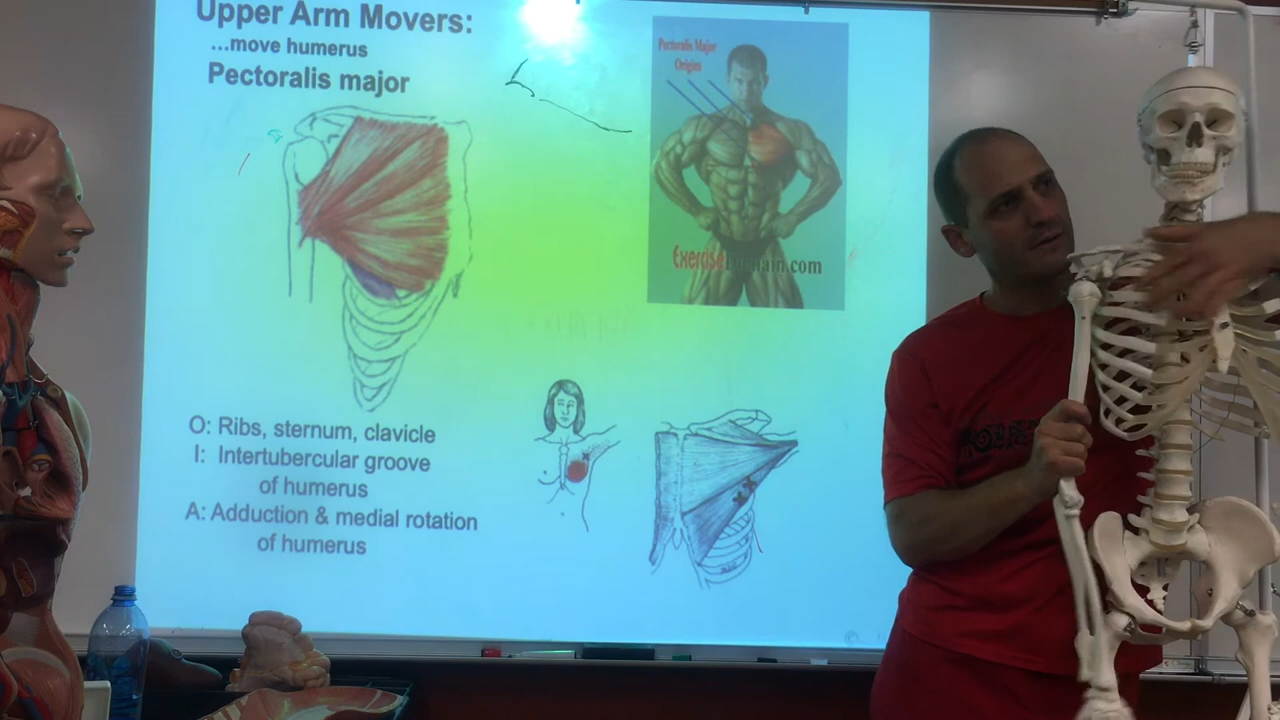 Upper Arm Movers:
...move humerus
Pectoralis major
Pectoralis Major
Origins
O: Ribs, sternum, clavicle
I: Intertubercular groove
of humerus
A: Adduction & medial rotation
of humerus